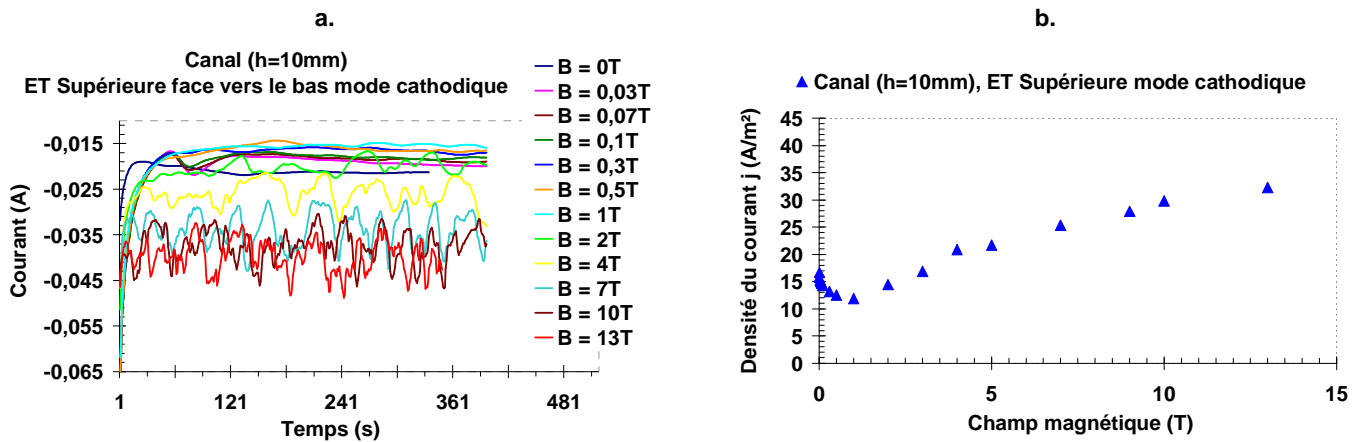 a.
Canal (h=10mm)
ET Supérieure face vers le bas mode cathodique
Courant (A)
-0,015
-0,025
-0,035
-0,045
-0,055
-0,065
1
121
241
361
481
Temps (s)
B = 0T
B = 0,03T
B = 0,07T
B = 0,1T
B = 0,3T
B = 0,5T
B = 1T
B = 2T
B = 4T
B = 7T
B = 10T
B = 13T
b.
Canal (h=10mm), ET Supérieure mode cathodique
Densité du courant j (A/m²)
45
40
35
30
25
20
15
10
5
0
0
5
10
15
Champ magnétique (T)